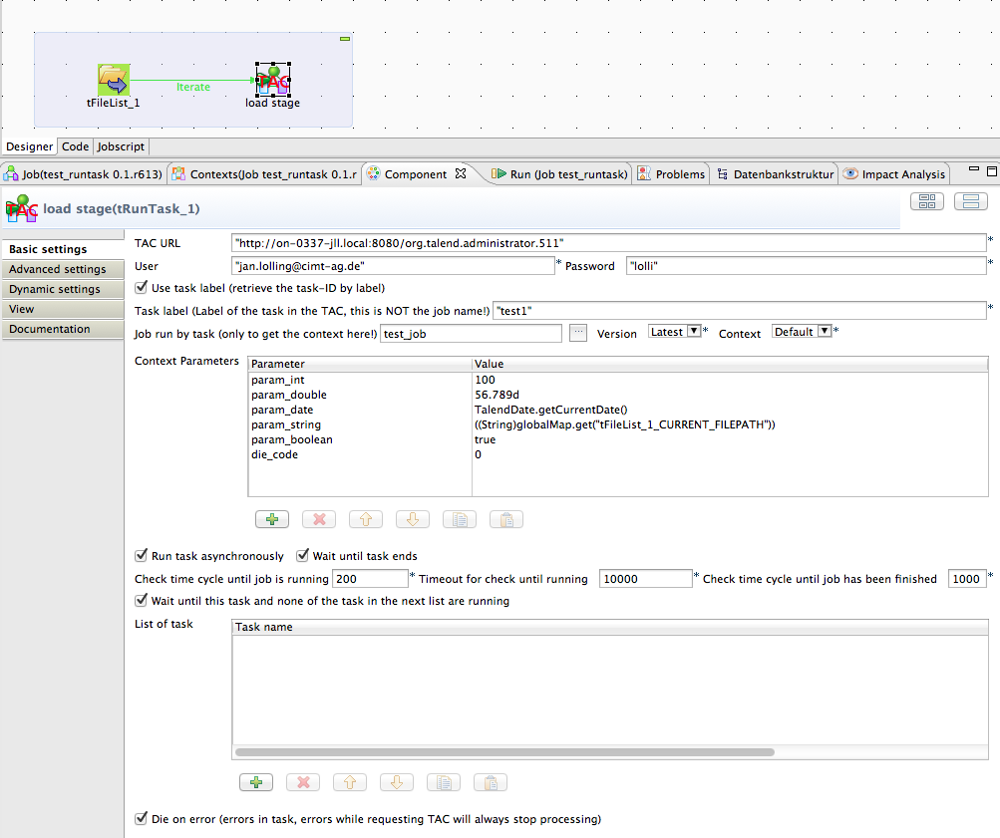 TAC
Iterate
tFileList_1
load stage
Designer
Code
Jobscript
Job(test_runtask 0.1.r613)
Contexts(Job test_runtask 0.1.r
Component
Run (Job test_runtask)
Problems
Datenbankstruktur
Impact Analysis
TAC
load stage(tRunTask_1)
Basic settings
Advanced settings
Dynamic settings
View
Documentation
TAC URL "http://on-0337-jll.local:8080/org.talend.administrator.511" *
User "jan.lolling@cimt-ag.de" * Password "lolli" *
Use task label (retrieve the task-ID by label)
Task label (Label of the task in the TAC, this is NOT the job name!) "test1" *
Job run by task (only to get the context here!) test_job ... Version Latest * Context Default *
Context Parameters
Parameter Value
param_int 100
param_double 56.789d
param_date TalendDate.getCurrentDate()
param_string ((String)globalMap.get("tFileList_1_CURRENT_FILEPATH"))
param_boolean true
die_code 0
Run task asynchronously Wait until task ends
Check time cycle until job is running 200 * Timeout for check until running 10000 * Check time cycle until job has been finished 1000 *
Wait until this task and none of the task in the next list are running
List of task
Task name
Die on error (errors in task, errors while requesting TAC will always stop processing)